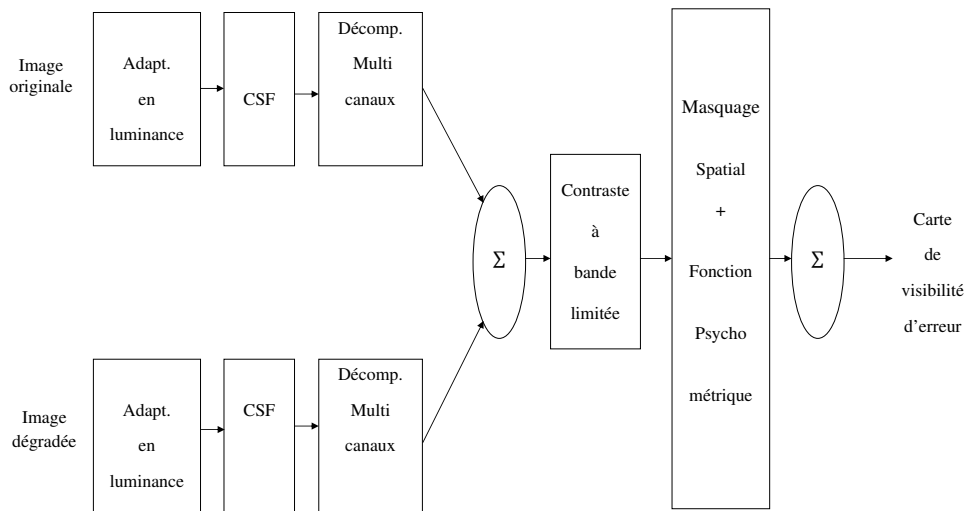 Image
originale
Adapt.
en
luminance
CSF
Décomp.
Multi
canaux
Σ
Contraste
à
bande
limitée
Masquage
Spatial
+
Fonction
Psycho
métrique
Σ
Carte
de
visibilité
d’erreur
Image
dégradée
Adapt.
en
luminance
CSF
Décomp.
Multi
canaux